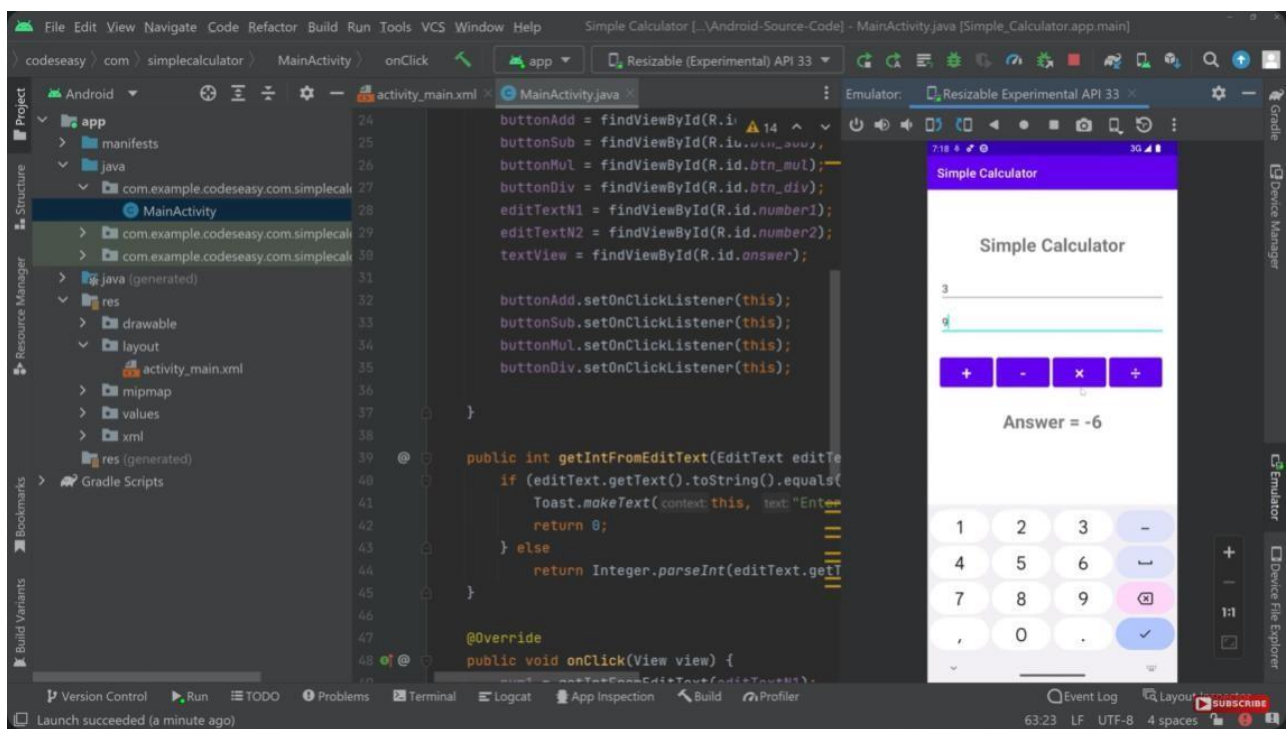 File Edit View Navigate Code Refactor Build Run Tools VCS Window Help Simple Calculator [...\Android-Source-Code] - MainActivity.java [Simple_Calculator.app.main]
codeseasy com simplecalculator MainActivity onClick app Resizable (Experimental) API 33
Android
activity_main.xml MainActivity.java
Emulator: Resizable Experimental API 33
Project
Structure
Resource Manager
Bookmarks
Build Variants
app
manifests
java
com.example.codeseasy.com.simplecal
MainActivity
com.example.codeseasy.com.simplecal
com.example.codeseasy.com.simplecal
java (generated)
res
drawable
layout
activity_main.xml
mipmap
values
xml
res (generated)
Gradle Scripts
14
24 buttonAdd = findViewById(R.i
25 buttonSub = findViewById(R.id.btn_sub);
26 buttonMul = findViewById(R.id.btn_mul);
27 buttonDiv = findViewById(R.id.btn_div);
28 editTextN1 = findViewById(R.id.number1);
29 editTextN2 = findViewById(R.id.number2);
30 textView = findViewById(R.id.answer);
31
32 buttonAdd.setOnClickListener(this);
33 buttonSub.setOnClickListener(this);
34 buttonMul.setOnClickListener(this);
35 buttonDiv.setOnClickListener(this);
36
37 }
38
39 @ public int getIntFromEditText(EditText editTe
40 if (editText.getText().toString().equals(
41 Toast.makeText( context: this, text: "Enter
42 return 0;
43 } else
44 return Integer.parseInt(editText.getT
45 }
46
47 @Override
48 @ public void onClick(View view) {
49 num1 = getIntFromEditText(editTextN1);
7:18 3G
Simple Calculator
Simple Calculator
3
9
+ - × ÷
Answer = -6
1 2 3 –
4 5 6
7 8 9
, 0 .
+
–
1:1
Gradle
Device Manager
Emulator
Device File Explorer
Version Control Run TODO Problems Terminal Logcat App Inspection Build Profiler Event Log Layout
SUBSCRIBE
Launch succeeded (a minute ago) 63:23 LF UTF-8 4 spaces